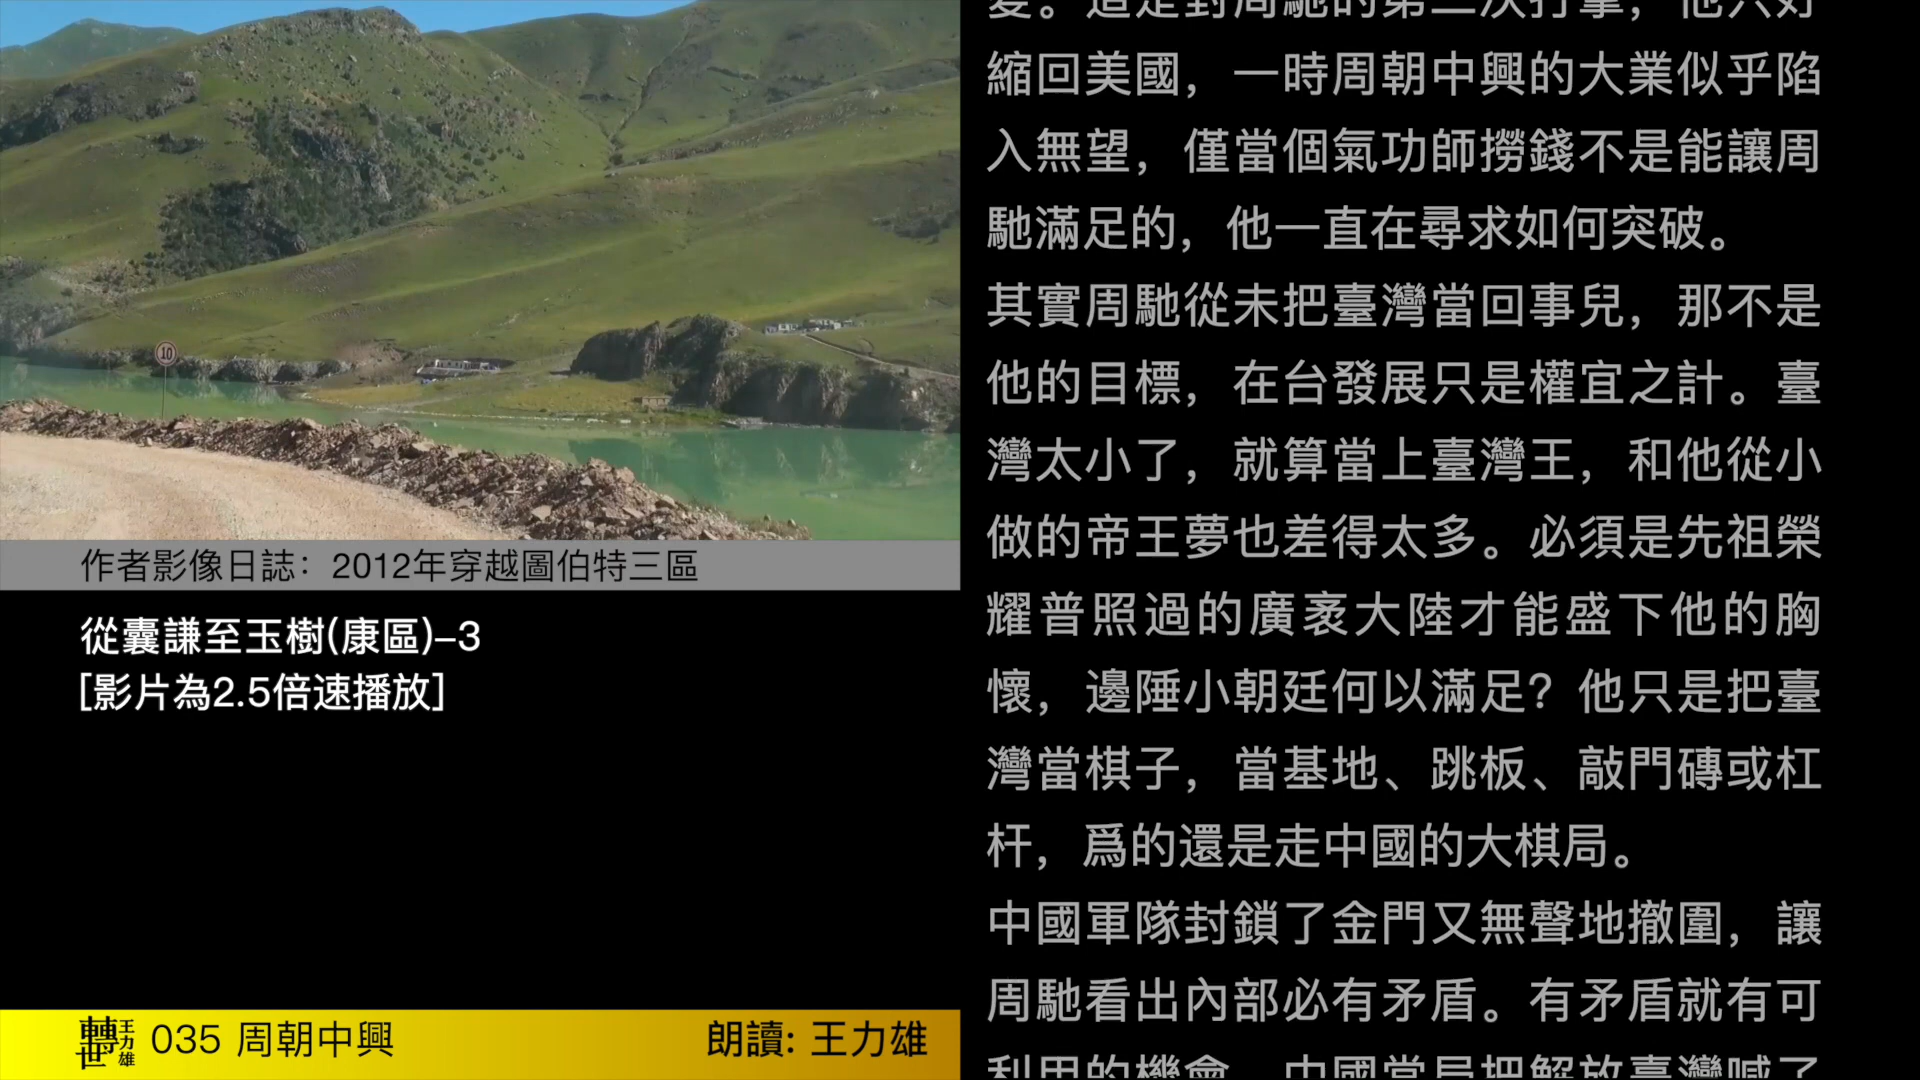 10
作者影像日誌：2012年穿越圖伯特三區
從囊謙至玉樹(康區)-3
[影片為2.5倍速播放]
轉世 王力雄
035 周朝中興
朗讀: 王力雄
縮回美國，一時周朝中興的大業似乎陷
入無望，僅當個氣功師撈錢不是能讓周
馳滿足的，他一直在尋求如何突破。
其實周馳從未把臺灣當回事兒，那不是
他的目標，在台發展只是權宜之計。臺
灣太小了，就算當上臺灣王，和他從小
做的帝王夢也差得太多。必須是先祖榮
耀普照過的廣袤大陸才能盛下他的胸
懷，邊陲小朝廷何以滿足？他只是把臺
灣當棋子，當基地、跳板、敲門磚或杠
杆，爲的還是走中國的大棋局。
中國軍隊封鎖了金門又無聲地撤圍，讓
周馳看出內部必有矛盾。有矛盾就有可